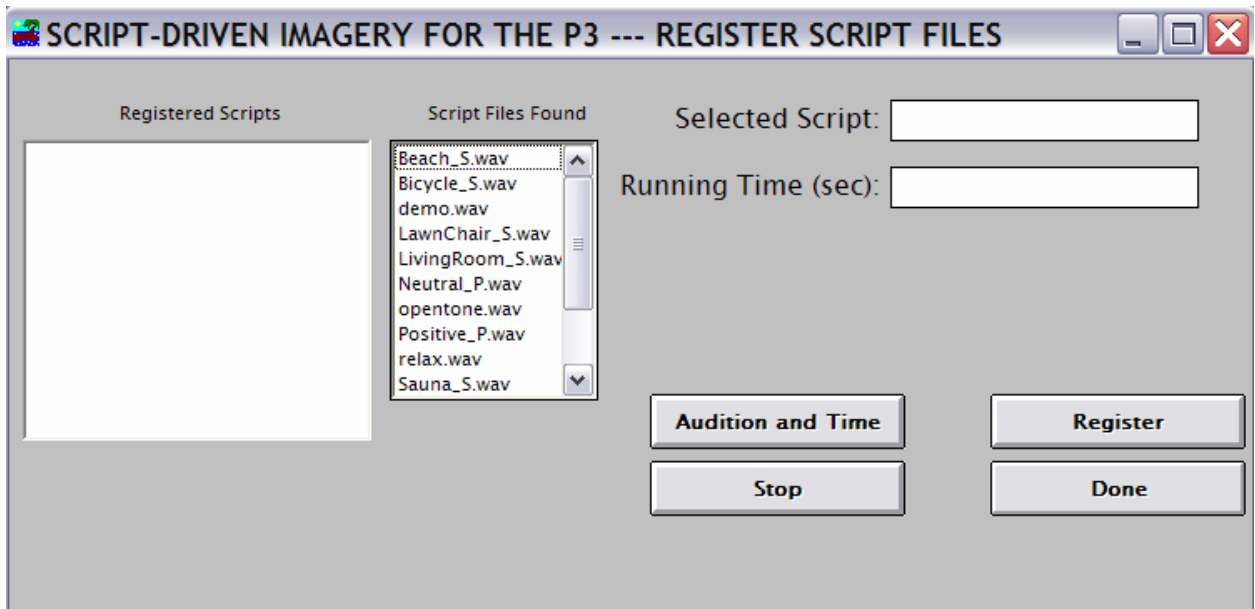 SCRIPT-DRIVEN IMAGERY FOR THE P3 --- REGISTER SCRIPT FILES
Registered Scripts
Script Files Found
Beach_S.wav
Bicycle_S.wav
demo.wav
LawnChair_S.wav
LivingRoom_S.wav
Neutral_P.wav
opentone.wav
Positive_P.wav
relax.wav
Sauna_S.wav
Selected Script:
Running Time (sec):
Audition and Time
Register
Stop
Done